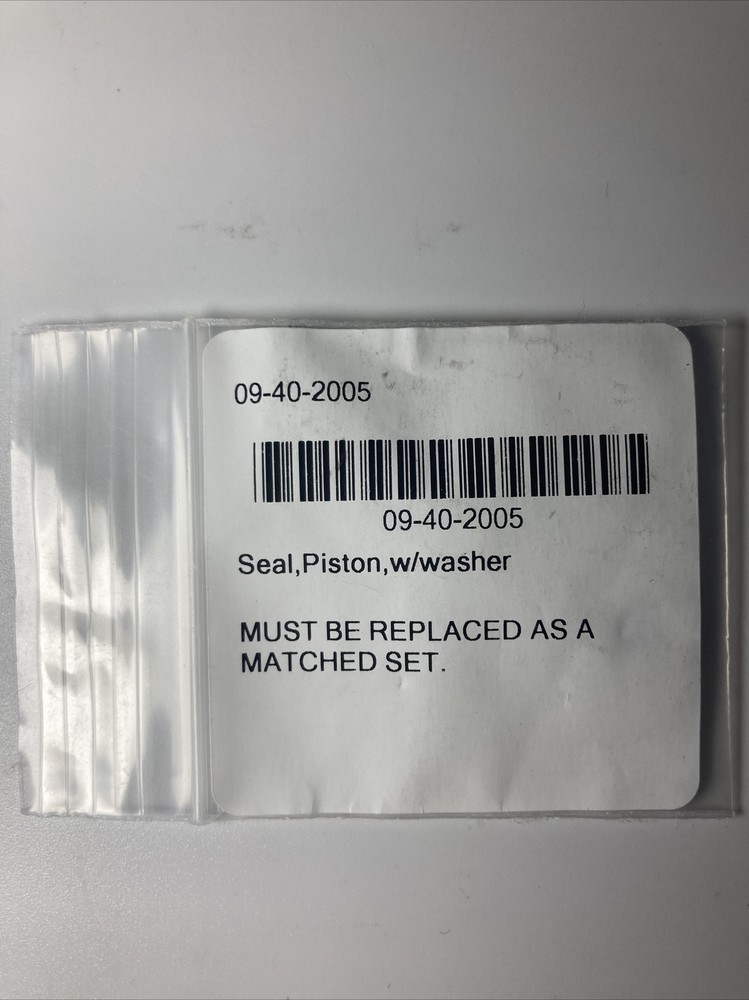 09-40-2005
09-40-2005
Seal,Piston,w/washer
MUST BE REPLACED AS A
MATCHED SET.